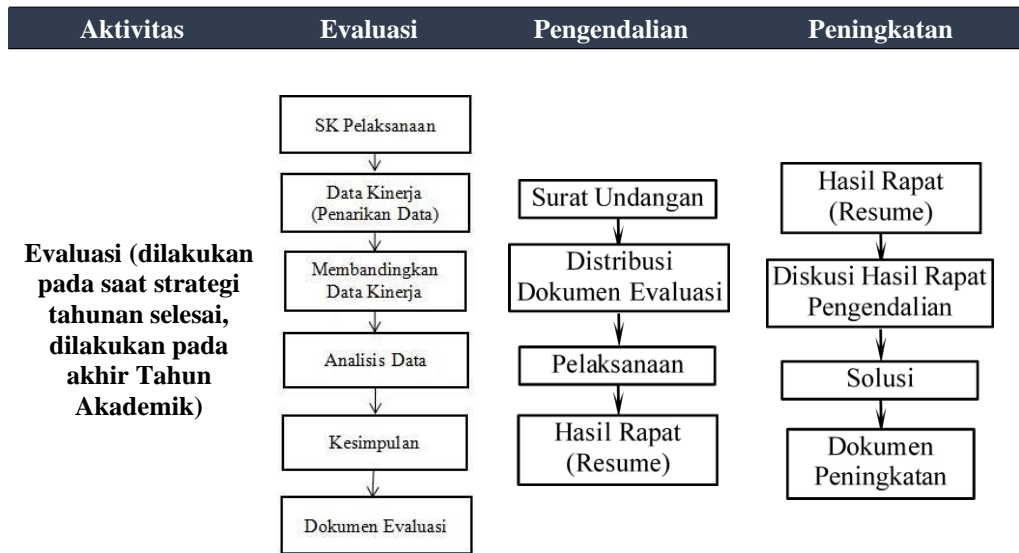 Aktivitas Evaluasi Pengendalian Peningkatan
Evaluasi (dilakukan
pada saat strategi
tahunan selesai,
dilakukan pada
akhir Tahun
Akademik)
SK Pelaksanaan
Data Kinerja
(Penarikan Data)
Membandingkan
Data Kinerja
Analisis Data
Kesimpulan
Dokumen Evaluasi
Surat Undangan
Distribusi
Dokumen Evaluasi
Pelaksanaan
Hasil Rapat
(Resume)
Hasil Rapat
(Resume)
Diskusi Hasil Rapat
Pengendalian
Solusi
Dokumen
Peningkatan